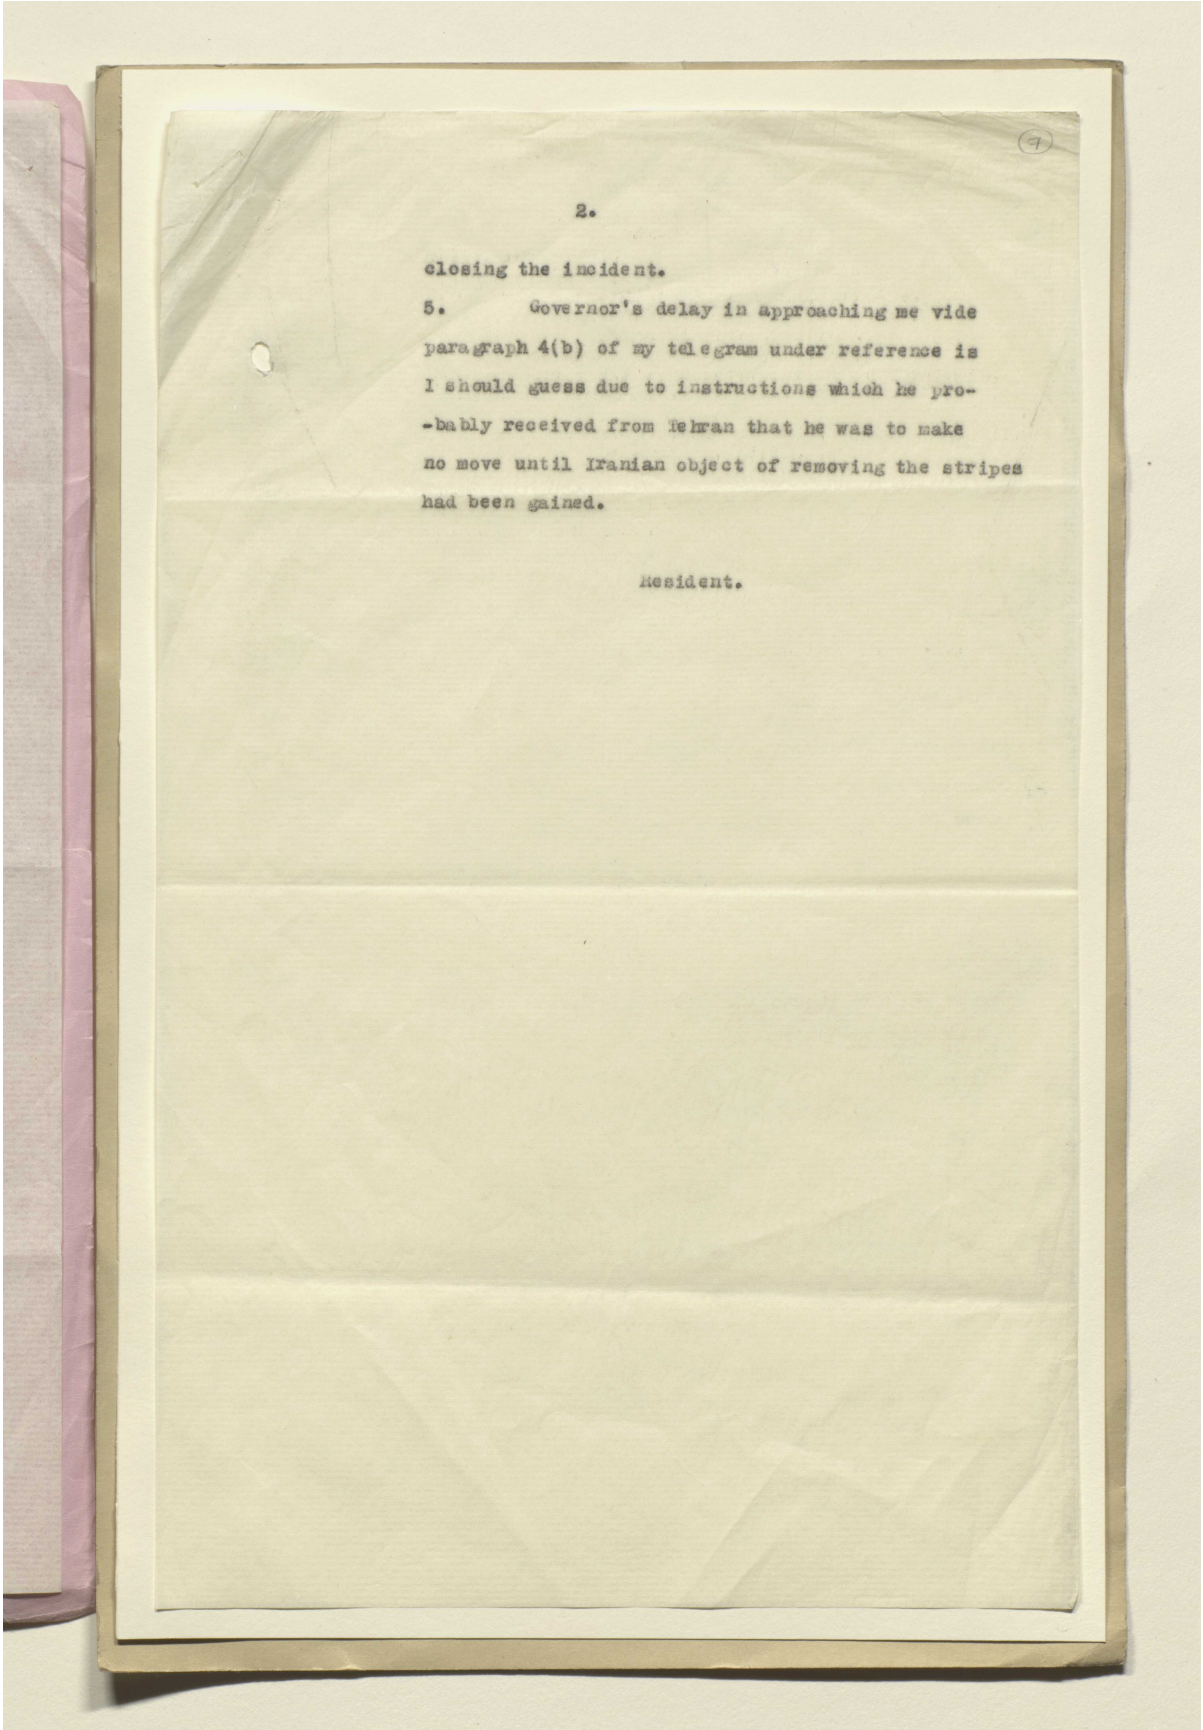 9
2.
closing the incident.
5. Governor's delay in approaching me vide
paragraph 4(b) of my telegram under reference is
I should guess due to instructions which he pro-
-bably received from Tehran that he was to make
no move until Iranian object of removing the stripes
had been gained.
Resident.